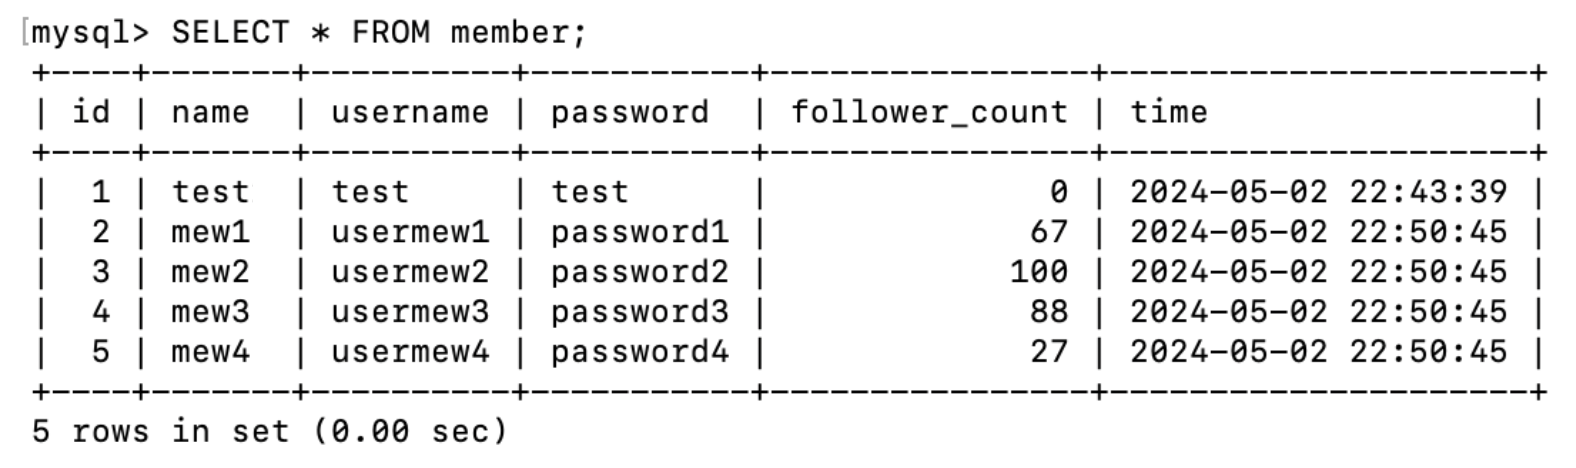 [mysql> SELECT * FROM member;
+----+-------+----------+-----------+----------------+---------------------+
| id | name  | username | password  | follower_count | time                |
+----+-------+----------+-----------+----------------+---------------------+
|  1 | test  | test     | test      |              0 | 2024-05-02 22:43:39 |
|  2 | mew1  | usermew1 | password1 |             67 | 2024-05-02 22:50:45 |
|  3 | mew2  | usermew2 | password2 |            100 | 2024-05-02 22:50:45 |
|  4 | mew3  | usermew3 | password3 |             88 | 2024-05-02 22:50:45 |
|  5 | mew4  | usermew4 | password4 |             27 | 2024-05-02 22:50:45 |
+----+-------+----------+-----------+----------------+---------------------+
5 rows in set (0.00 sec)